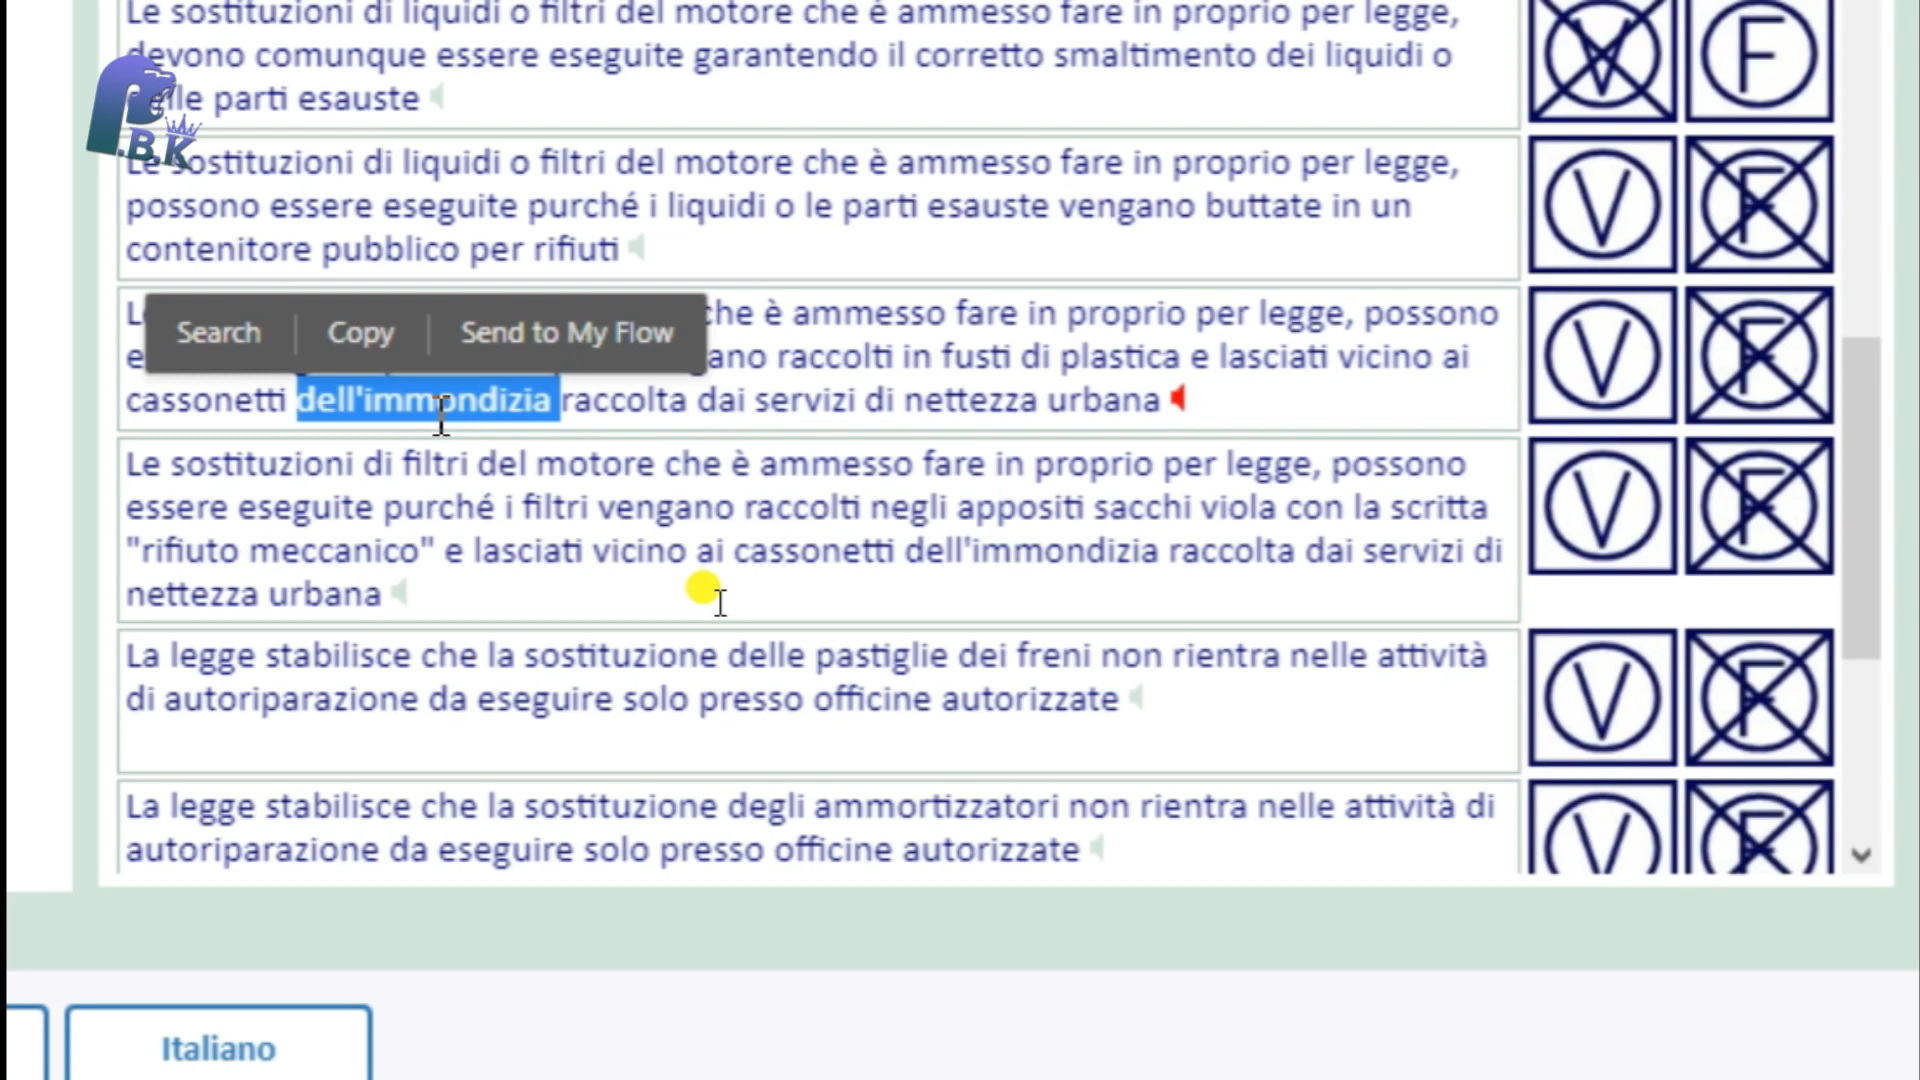 Le sostituzioni di liquidi o filtri del motore che è ammesso fare in proprio per legge,
devono comunque essere eseguite garantendo il corretto smaltimento dei liquidi o
parti esauste
V F
Le sostituzioni di liquidi o filtri del motore che è ammesso fare in proprio per legge,
possono essere eseguite purché i liquidi o le parti esauste vengano buttate in un
contenitore pubblico per rifiuti
V F
.B.K
Search Copy Send to My Flow
che è ammesso fare in proprio per legge, possono
raccolti in fusti di plastica e lasciati vicino ai
cassonetti dell'immondizia raccolta dai servizi di nettezza urbana
V F
Le sostituzioni di filtri del motore che è ammesso fare in proprio per legge, possono
essere eseguite purché i filtri vengano raccolti negli appositi sacchi viola con la scritta
"rifiuto meccanico" e lasciati vicino ai cassonetti dell'immondizia raccolta dai servizi di
nettezza urbana
V F
La legge stabilisce che la sostituzione delle pastiglie dei freni non rientra nelle attività
di autoriparazione da eseguire solo presso officine autorizzate
V F
La legge stabilisce che la sostituzione degli ammortizzatori non rientra nelle attività di
autoriparazione da eseguire solo presso officine autorizzate
V F
Italiano